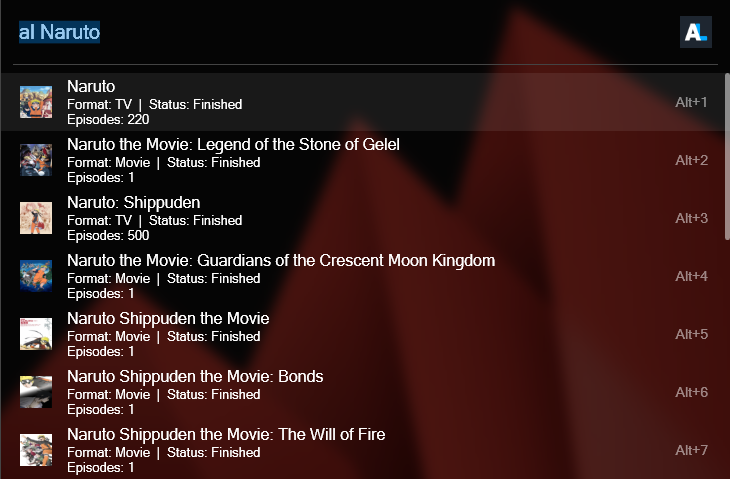 al Naruto
AL
Naruto
Format: TV | Status: Finished
Episodes: 220
Alt+1
Naruto the Movie: Legend of the Stone of Gelel
Format: Movie | Status: Finished
Episodes: 1
Alt+2
Naruto: Shippuden
Format: TV | Status: Finished
Episodes: 500
Alt+3
Naruto the Movie: Guardians of the Crescent Moon Kingdom
Format: Movie | Status: Finished
Episodes: 1
Alt+4
Naruto Shippuden the Movie
Format: Movie | Status: Finished
Episodes: 1
Alt+5
Naruto Shippuden the Movie: Bonds
Format: Movie | Status: Finished
Episodes: 1
Alt+6
Naruto Shippuden the Movie: The Will of Fire
Format: Movie | Status: Finished
Episodes: 1
Alt+7